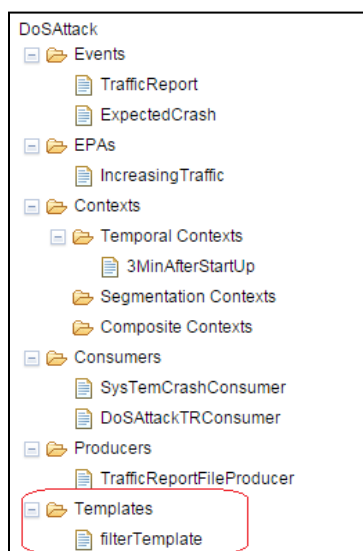 DoSAttack
Events
TrafficReport
ExpectedCrash
EPAs
IncreasingTraffic
Contexts
Temporal Contexts
3MinAfterStartUp
Segmentation Contexts
Composite Contexts
Consumers
SysTemCrashConsumer
DoSAttackTRConsumer
Producers
TrafficReportFileProducer
Templates
filterTemplate